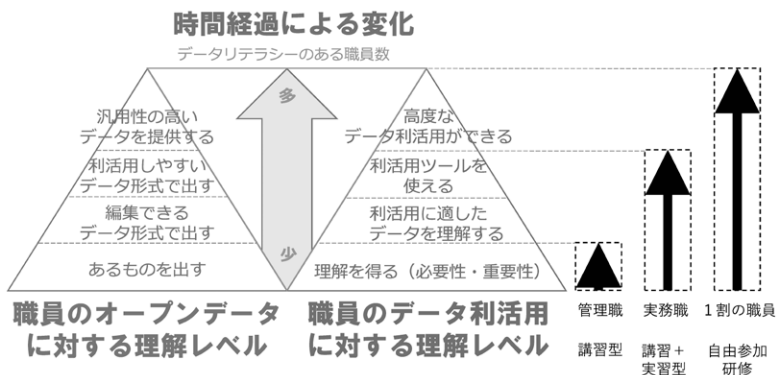 時間経過による変化
データリテラシーのある職員数
多
少
汎用性の高い
データを提供する
利活用しやすい
データ形式で出す
編集できる
データ形式で出す
あるものを出す
職員のオープンデータ
に対する理解レベル
高度な
データ利活用ができる
利活用ツールを
使える
利活用に適した
データを理解する
理解を得る（必要性・重要性）
職員のデータ利活用
に対する理解レベル
管理職
講習型
実務職
講習＋
実習型
１割の職員
自由参加
研修